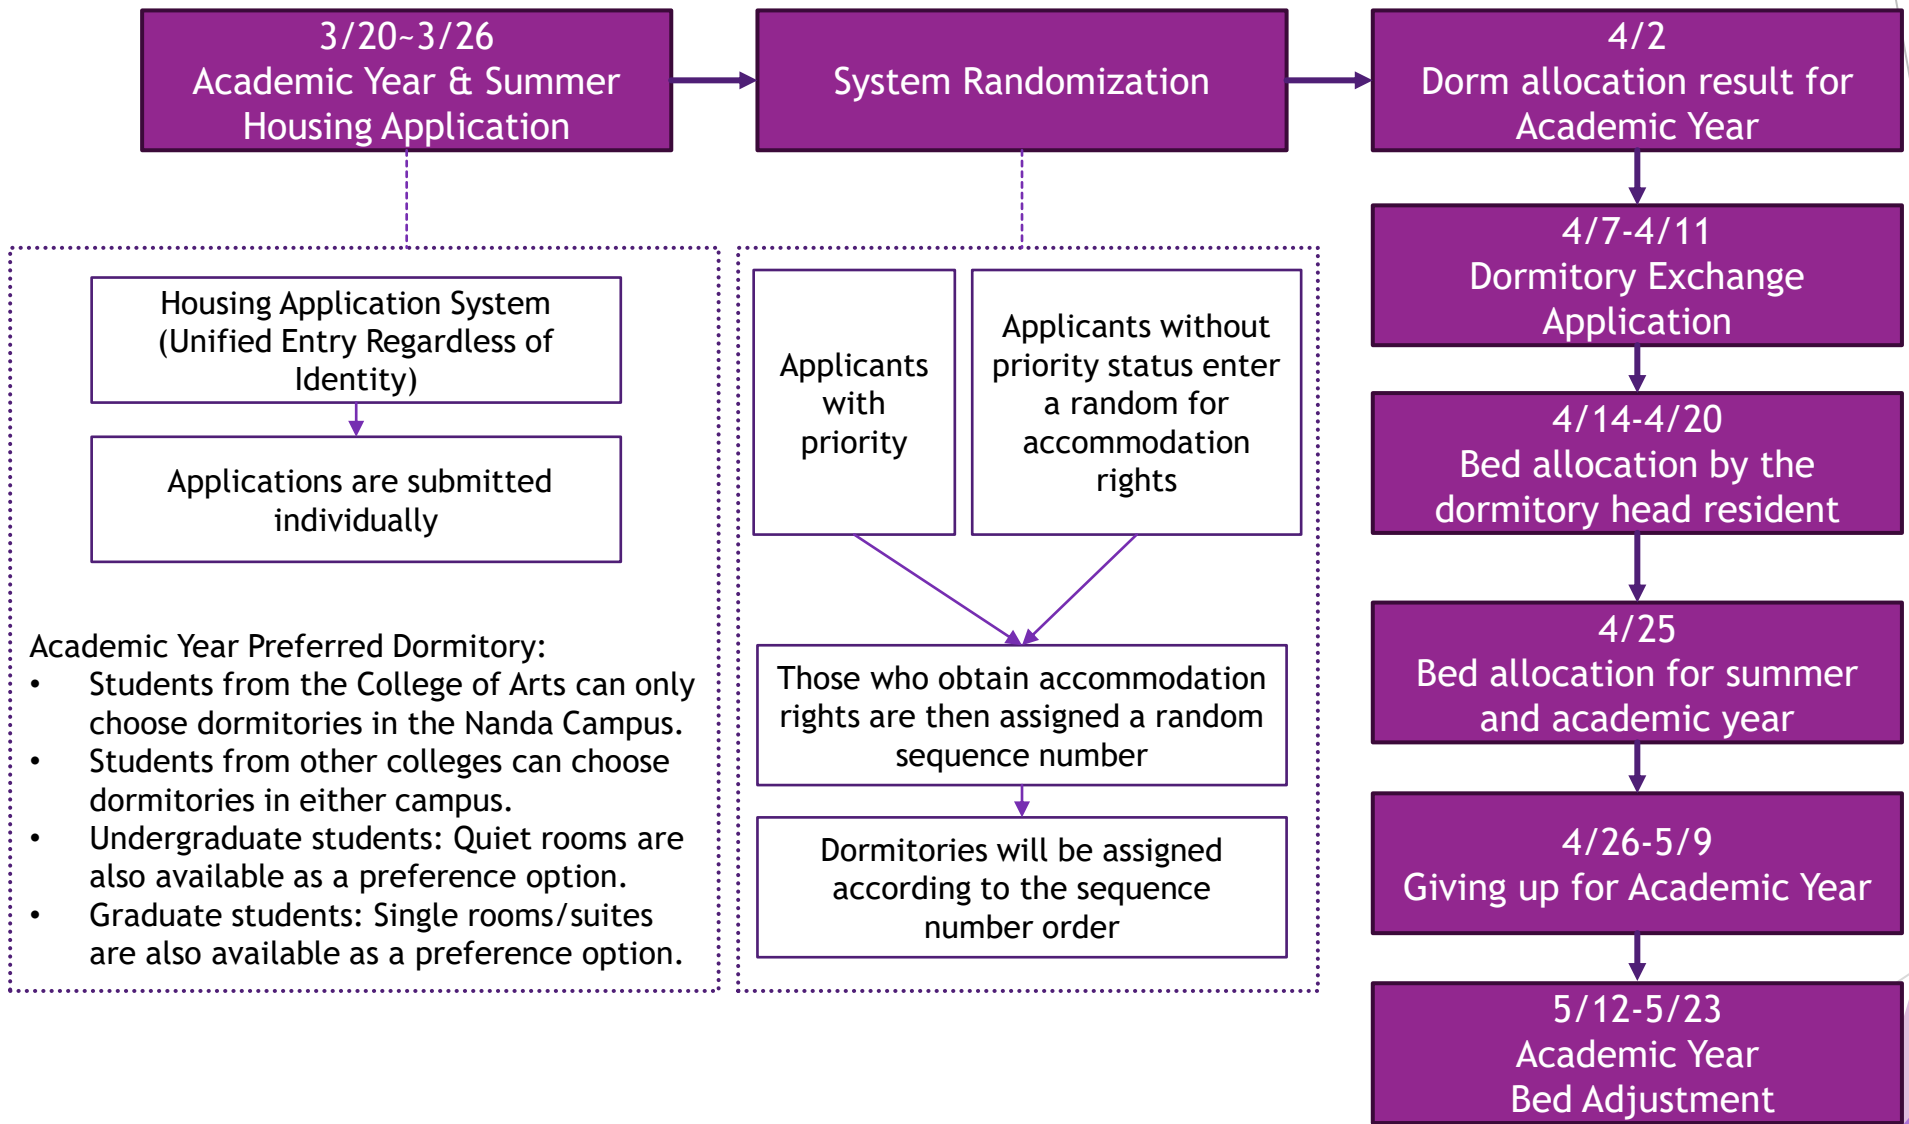 3/20~3/26
Academic Year & Summer
Housing Application
System Randomization
4/2
Dorm allocation result for
Academic Year
4/7-4/11
Dormitory Exchange
Application
4/14-4/20
Bed allocation by the
dormitory head resident
4/25
Bed allocation for summer
and academic year
4/26-5/9
Giving up for Academic Year
5/12-5/23
Academic Year
Bed Adjustment
Housing Application System
(Unified Entry Regardless of
Identity)
Applications are submitted
individually
Academic Year Preferred Dormitory:
• Students from the College of Arts can only
choose dormitories in the Nanda Campus.
• Students from other colleges can choose
dormitories in either campus.
• Undergraduate students: Quiet rooms are
also available as a preference option.
• Graduate students: Single rooms/suites
are also available as a preference option.
Applicants
with
priority
Applicants without
priority status enter
a random for
accommodation
rights
Those who obtain accommodation
rights are then assigned a random
sequence number
Dormitories will be assigned
according to the sequence
number order